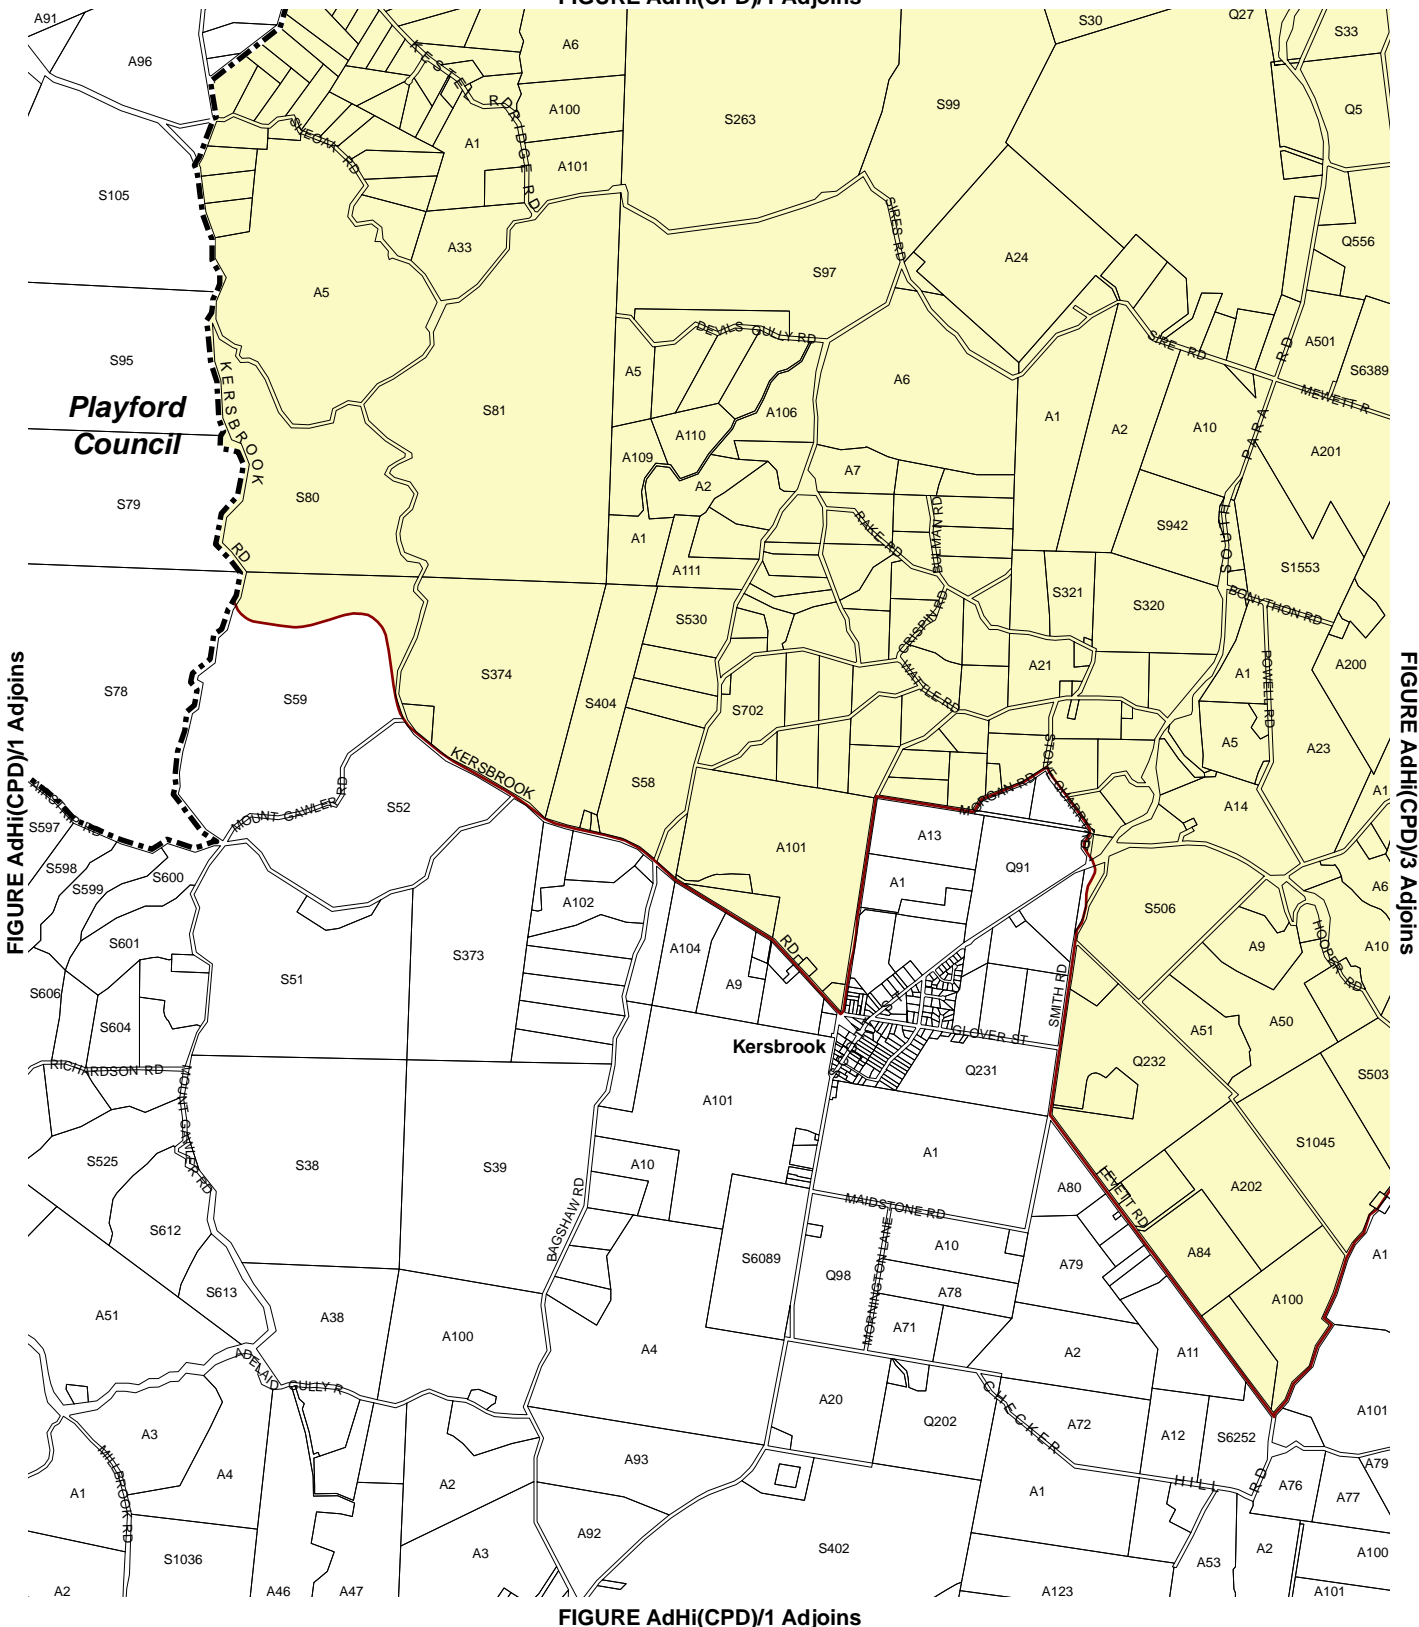 FIGURE AdHi(CPD)/1 Adjoins
A91
A96
A6
S30
Q27
S33
KESTEL RD
RIDGE RD
A100
S263
S99
Q5
SHEOAK RD
A1
A101
S105
SIRES RD
A33
A24
Q556
S97
A5
DEVILS GULLY RD
SIRE RD
A501
S6389
S95
KERSBROOK RD
A5
A6
MEWETT R
Playford
Council
S81
A106
A1
A2
A10
SOUTH PARA RD
A110
A109
A7
A201
S79
S80
A2
RAKE RD
BULMAN RD
S942
A1
A111
S1553
S321
S320
BONYTHON RD
S530
CRISPIN RD
FIGURE AdHi(CPD)/1 Adjoins
S78
S59
S374
S404
S702
WATTLE RD
A21
A1
POWELL RD
A200
FIGURE AdHi(CPD)/3 Adjoins
A5
A23
S58
KERSBROOK
RD
STONE QUARRY RD
MORGAN RD
A1
S597
MOUNT GAWLER RD
S52
A14
A13
S598
S599
S600
A101
A1
Q91
A6
A102
S506
S601
A104
A9
A10
HOOPER RD
S51
S373
A9
SMITH RD
S606
S604
A51
A50
Kersbrook
GLOVER ST
Q232
RICHARDSON RD
Q231
S503
A101
MOUNT GAWLER RD
S1045
S525
S38
S39
A10
A1
A80
LEVETT RD
A202
BAGSHAW RD
MAIDSTONE RD
S612
A10
S6089
Q98
MORNINGTON LANE
A79
A84
A1
S613
A78
A100
A51
A38
A100
A71
A4
A2
A11
ADELAID GULLY R
A20
CHECKER HILL RD
A3
Q202
A72
A12
S6252
A101
MILLBROOK RD
A4
A93
A79
A1
A2
A1
A76
A77
A92
S1036
A3
S402
A53
A2
A100
A2
A46
A47
A123
A101
FIGURE AdHi(CPD)/1 Adjoins